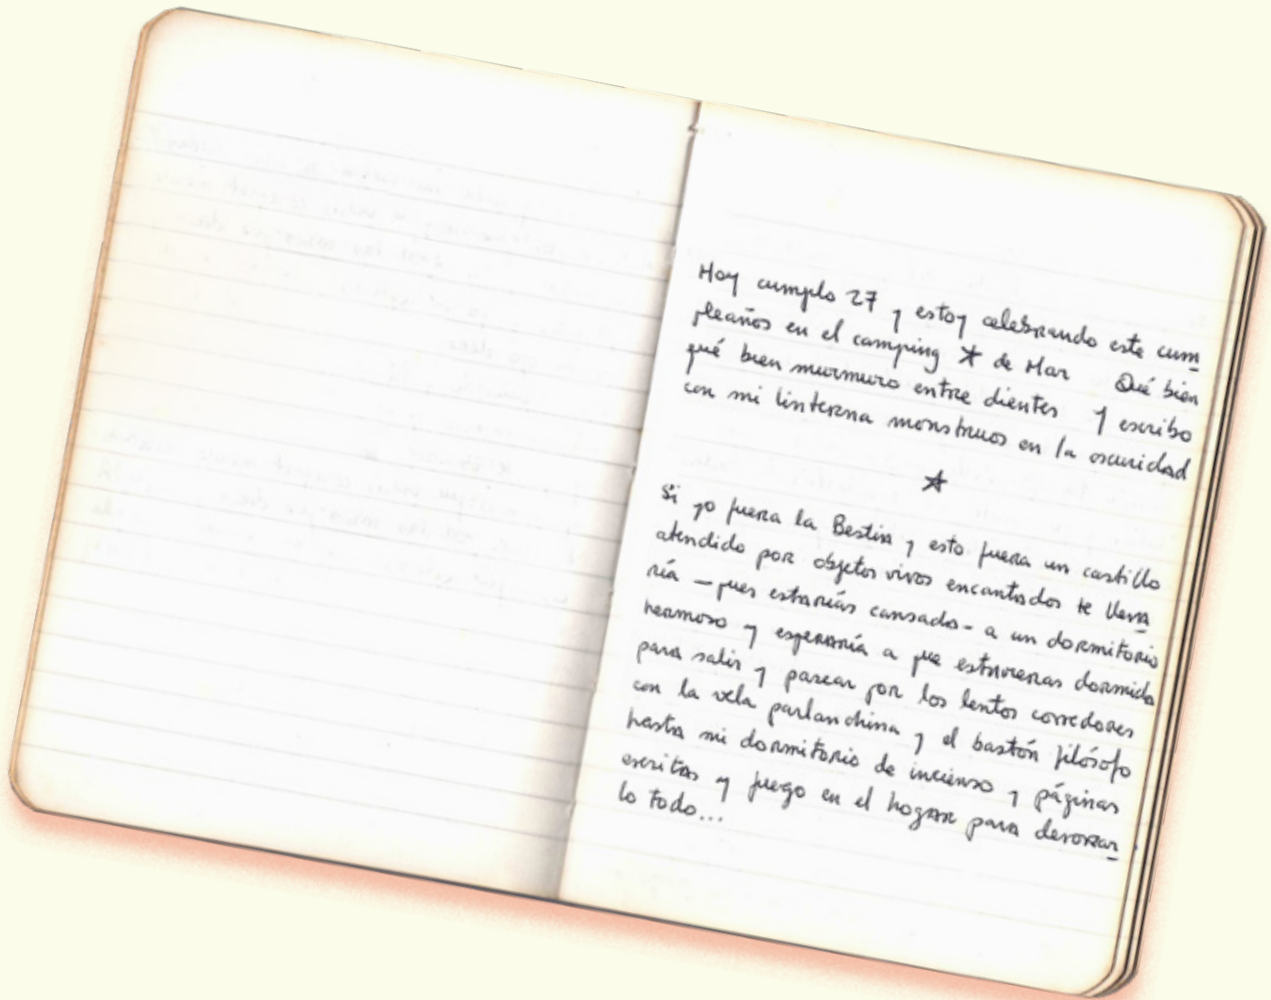 Hoy cumplo 27 y estoy celebrando este cum
pleaños en el camping ★ de Mar Qué bien
qué bien murmuro entre dientes Y escribo
con mi linterna monstruos en la oscuridad
★
Si yo fuera la Bestia y esto fuera un castillo
atendido por objetos vivos encantados te lleva
ría – pues estarías cansado – a un dormitorio
hermoso y esperaría a que estuvieras dormido
para salir y pasear por los lentos corredores
con la vela parlanchina y el bastón filósofo
hasta mi dormitorio de incienso y páginas
escritas y fuego en el hogar para devorar
lo todo...